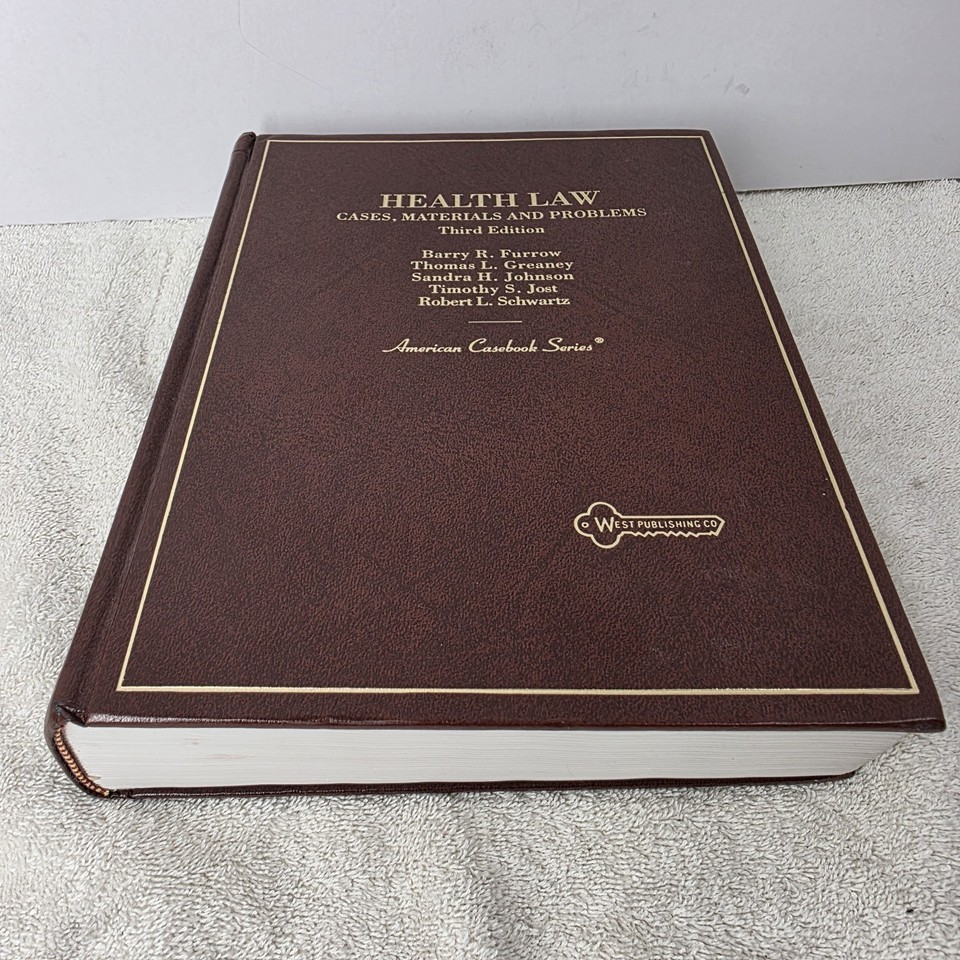 HEALTH LAW
CASES, MATERIALS AND PROBLEMS
Third Edition
Barry R. Furrow
Thomas L. Greaney
Sandra H. Johnson
Timothy S. Jost
Robert L. Schwartz
American Casebook Series®
WEST PUBLISHING CO